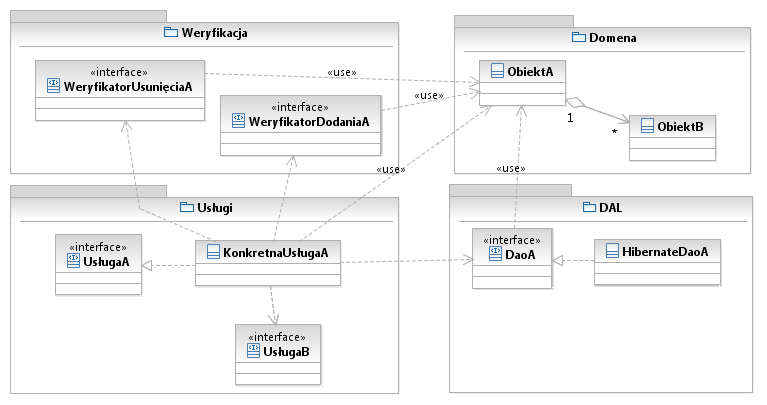 Weryfikacja
«interface»
WeryfikatorUsunięciaA
«interface»
WeryfikatorDodaniaA
«use»
«use»
«use»
Domena
ObiektA
1
*
ObiektB
Usługi
«interface»
UsługaA
KonkretnaUsługaA
«interface»
UsługaB
«use»
DAL
«interface»
DaoA
HibernateDaoA